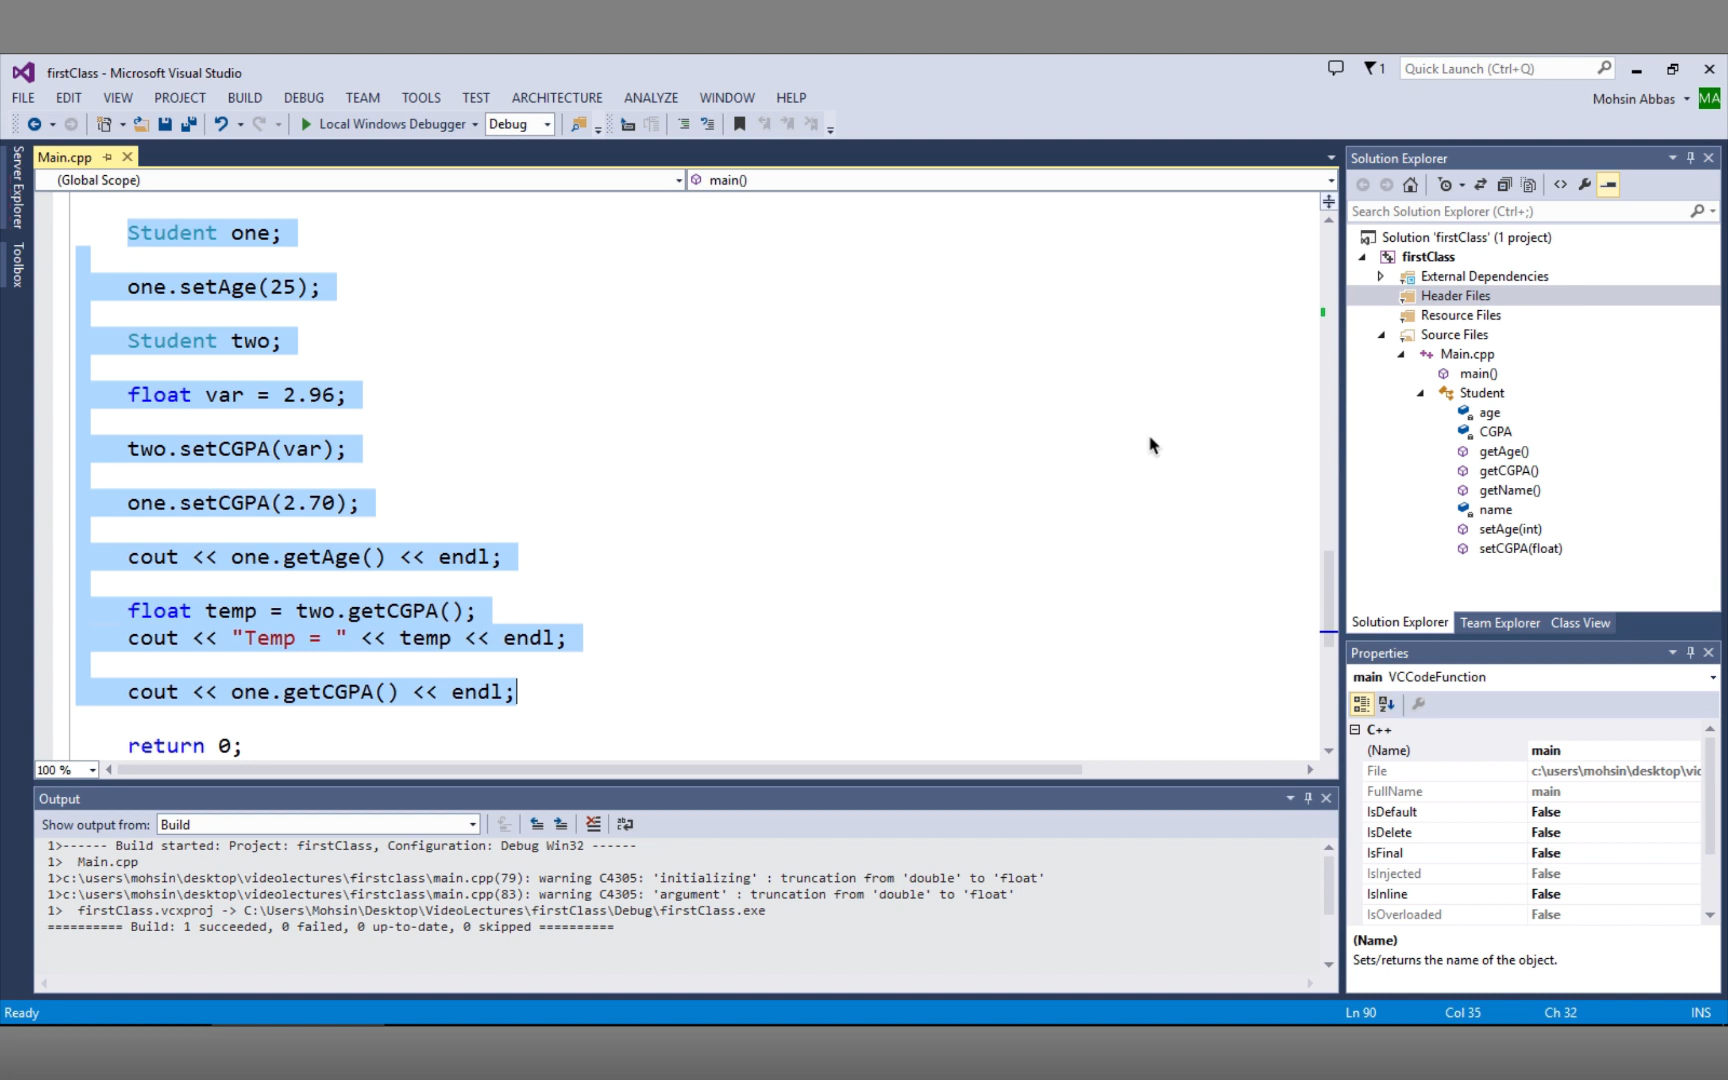 firstClass - Microsoft Visual Studio
1
Quick Launch (Ctrl+Q)
FILE EDIT VIEW PROJECT BUILD DEBUG TEAM TOOLS TEST ARCHITECTURE ANALYZE WINDOW HELP
Mohsin Abbas
MA
Local Windows Debugger
Debug
Server Explorer
Toolbox
Main.cpp
(Global Scope)
main()
Student one;
one.setAge(25);
Student two;
float var = 2.96;
two.setCGPA(var);
one.setCGPA(2.70);
cout << one.getAge() << endl;
float temp = two.getCGPA();
cout << "Temp = " << temp << endl;
cout << one.getCGPA() << endl;
return 0;
100 %
Output
Show output from: Build
1>------ Build started: Project: firstClass, Configuration: Debug Win32 ------
1>  Main.cpp
1>c:\users\mohsin\desktop\videolectures\firstclass\main.cpp(79): warning C4305: 'initializing' : truncation from 'double' to 'float'
1>c:\users\mohsin\desktop\videolectures\firstclass\main.cpp(83): warning C4305: 'argument' : truncation from 'double' to 'float'
1>  firstClass.vcxproj -> C:\Users\Mohsin\Desktop\VideoLectures\firstClass\Debug\firstClass.exe
========== Build: 1 succeeded, 0 failed, 0 up-to-date, 0 skipped ==========
Solution Explorer
Search Solution Explorer (Ctrl+;)
Solution 'firstClass' (1 project)
firstClass
External Dependencies
Header Files
Resource Files
Source Files
Main.cpp
main()
Student
age
CGPA
getAge()
getCGPA()
getName()
name
setAge(int)
setCGPA(float)
Solution Explorer Team Explorer Class View
Properties
main VCCodeFunction
C++
(Name) main
File c:\users\mohsin\desktop\vic
FullName main
IsDefault False
IsDelete False
IsFinal False
IsInjected False
IsInline False
IsOverloaded False
(Name)
Sets/returns the name of the object.
Ready
Ln 90 Col 35 Ch 32 INS